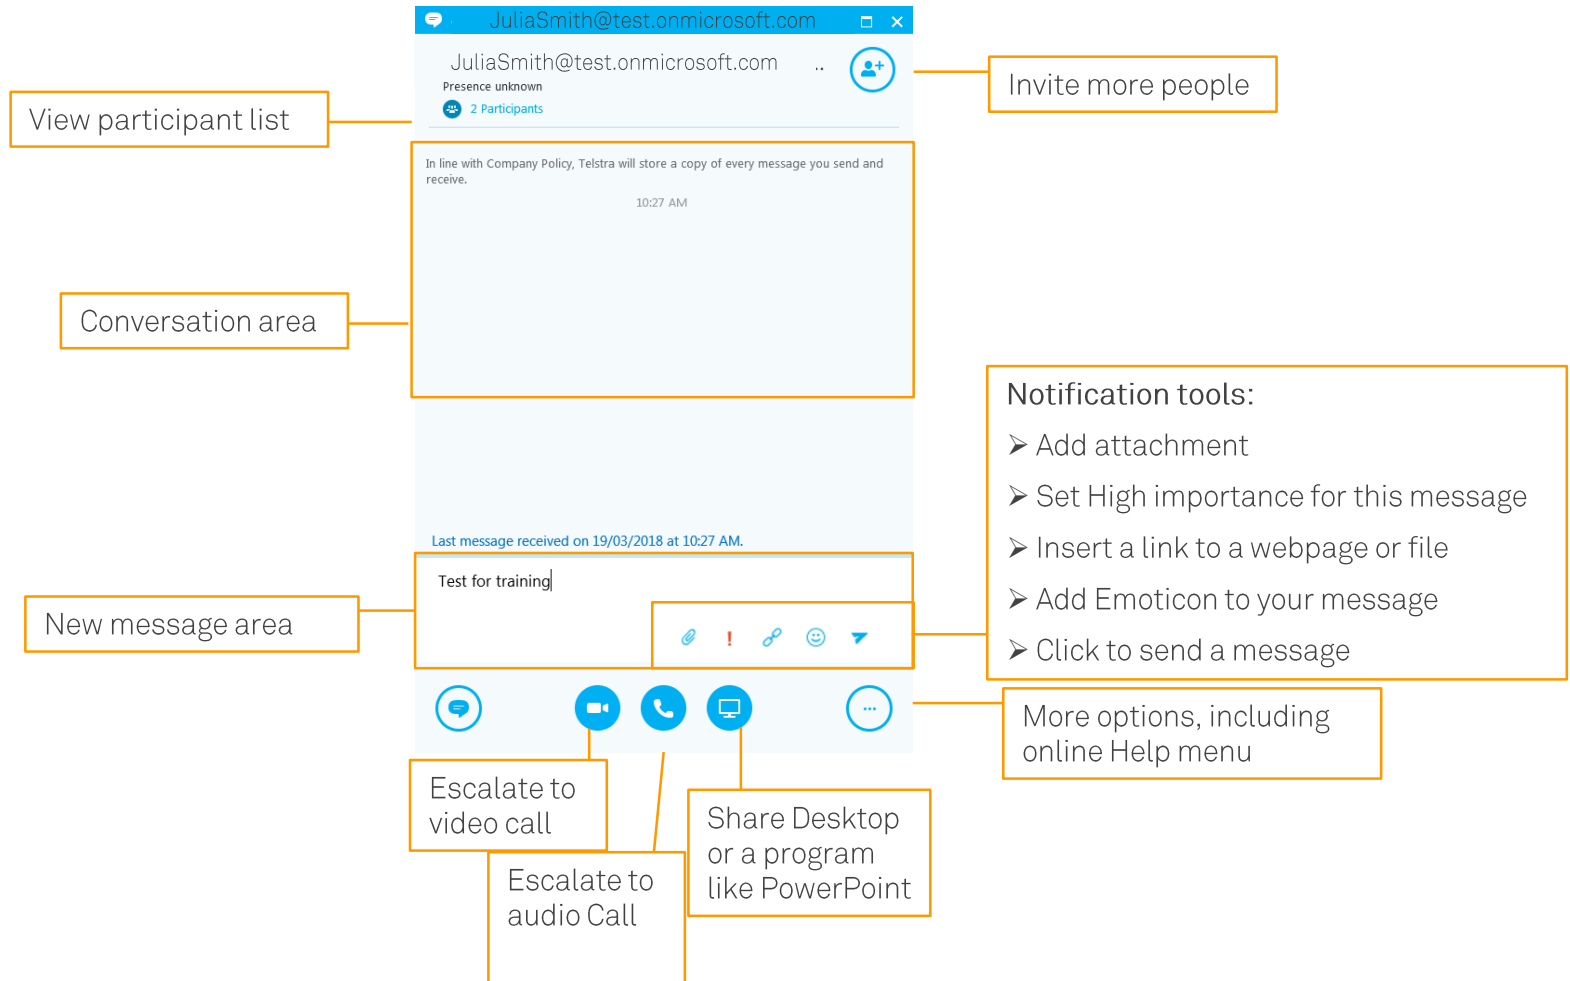 JuliaSmith@test.onmicrosoft.com
JuliaSmith@test.onmicrosoft.com ..
Presence unknown
2 Participants
Invite more people
View participant list
In line with Company Policy, Telstra will store a copy of every message you send and
receive.
10:27 AM
Conversation area
Notification tools:
➢ Add attachment
➢ Set High importance for this message
➢ Insert a link to a webpage or file
➢ Add Emoticon to your message
➢ Click to send a message
Last message received on 19/03/2018 at 10:27 AM.
Test for training
New message area
More options, including
online Help menu
Escalate to
video call
Share Desktop
or a program
like PowerPoint
Escalate to
audio Call